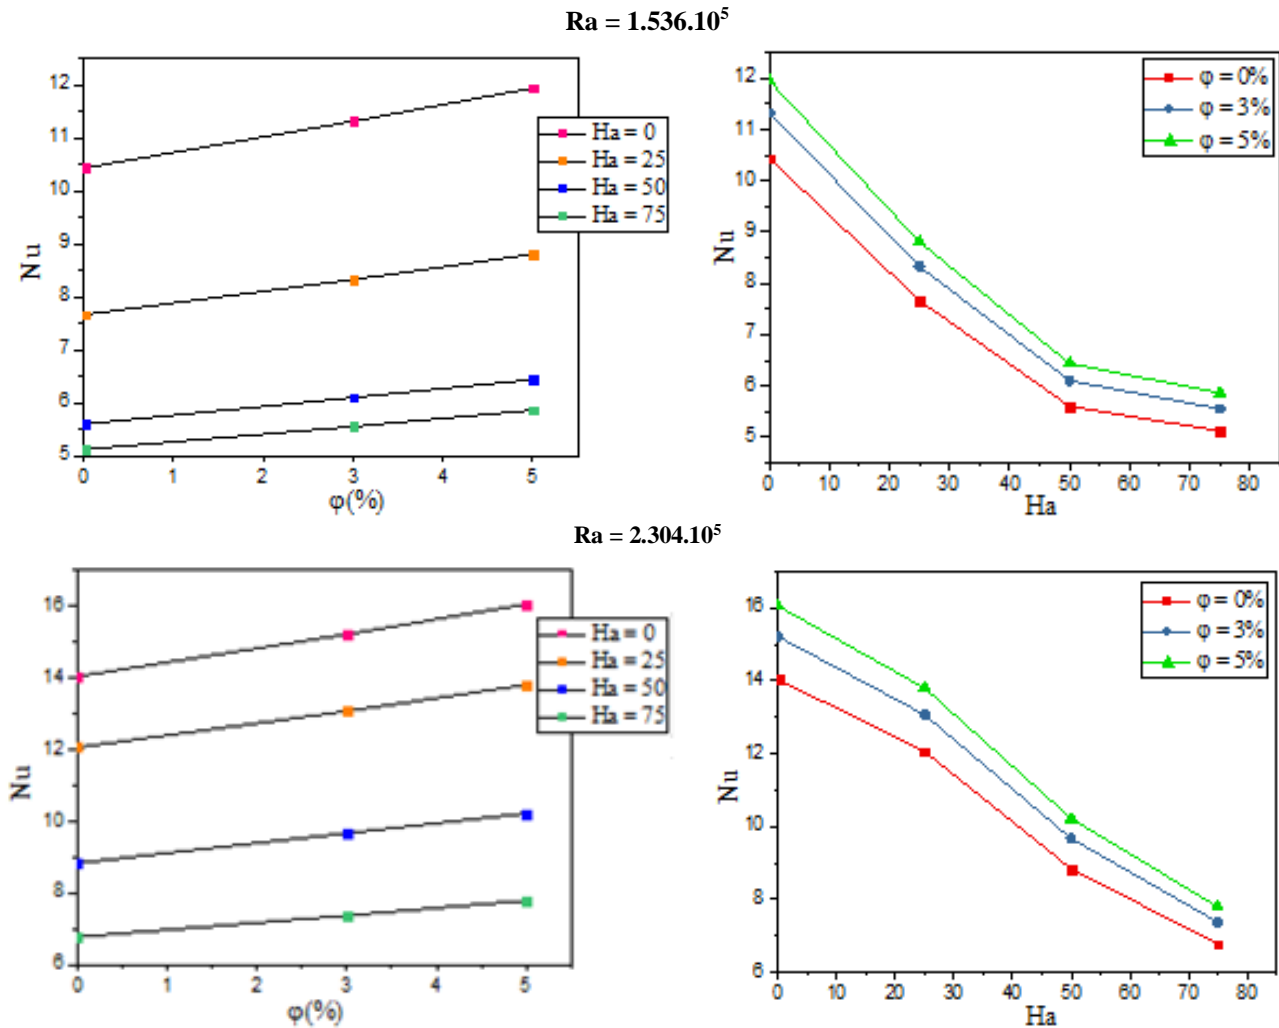 Ra = 1.536.10⁵
12
11
10
9
8
7
6
5
Nu
0 1 2 3 4 5
φ(%)
Ha = 0
Ha = 25
Ha = 50
Ha = 75
12
11
10
9
8
7
6
5
Nu
0 10 20 30 40 50 60 70 80
Ha
φ = 0%
φ = 3%
φ = 5%
Ra = 2.304.10⁵
16
14
12
10
8
6
Nu
0 1 2 3 4 5
φ(%)
Ha = 0
Ha = 25
Ha = 50
Ha = 75
16
14
12
10
8
6
Nu
0 10 20 30 40 50 60 70 80
Ha
φ = 0%
φ = 3%
φ = 5%